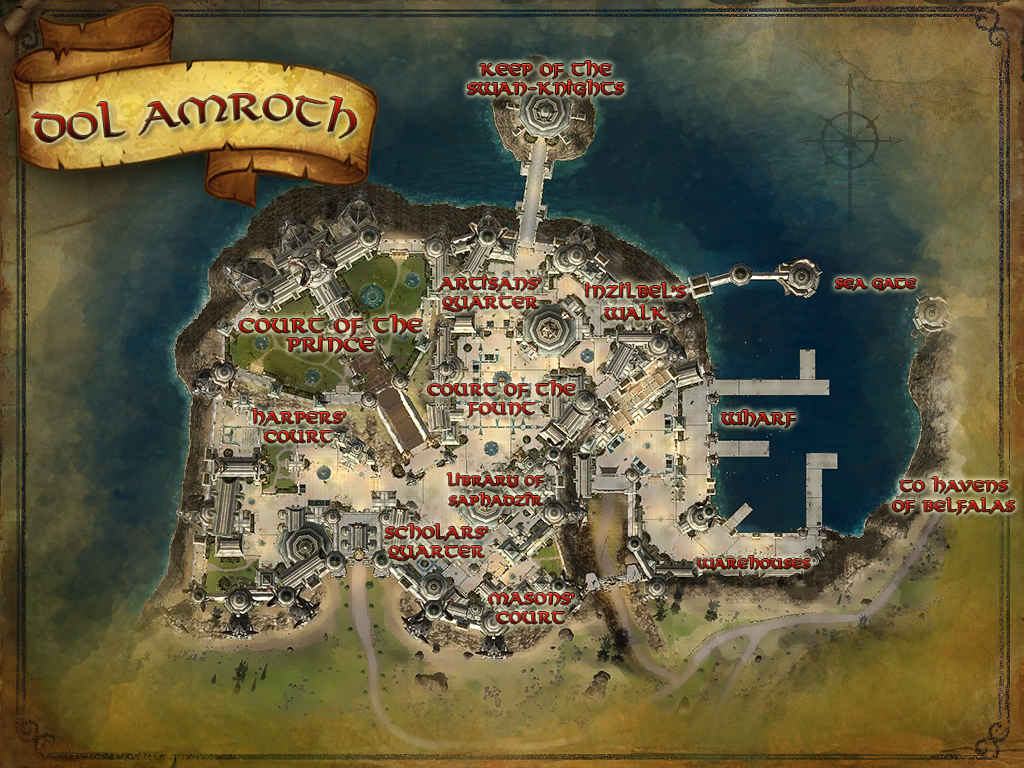 DOL AMROTH
KEEP OF THE
SWAN-KNIGHTS
ARTISANS'
QUARTER
INZILBEL'S
WALK
SEA GATE
COURT OF THE
PRINCE
COURT OF THE
FOUNT
HARPERS'
COURT
WHARF
LIBRARY OF
SAPHADZIR
TO HAVENS
OF BELFALAS
SCHOLARS'
QUARTER
WAREHOUSES
MASONS'
COURT